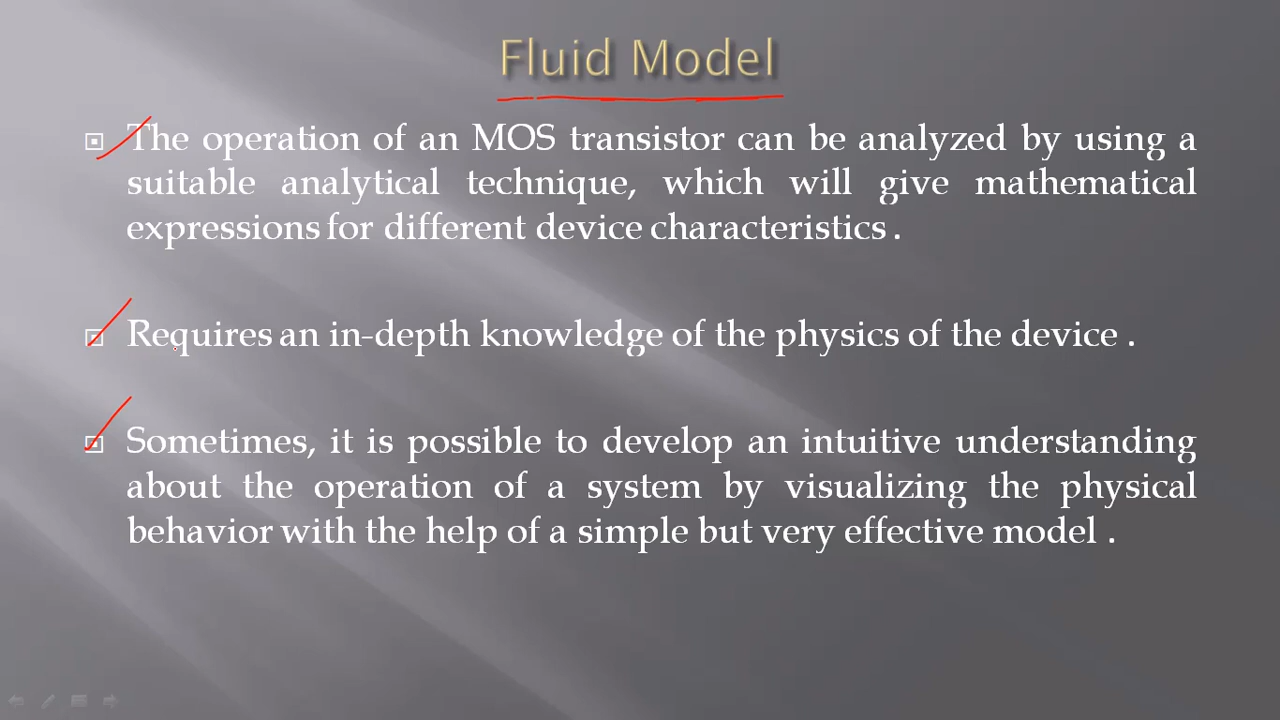 Fluid Model
The operation of an MOS transistor can be analyzed by using a
suitable analytical technique, which will give mathematical
expressions for different device characteristics .
Requires an in-depth knowledge of the physics of the device .
Sometimes, it is possible to develop an intuitive understanding
about the operation of a system by visualizing the physical
behavior with the help of a simple but very effective model .